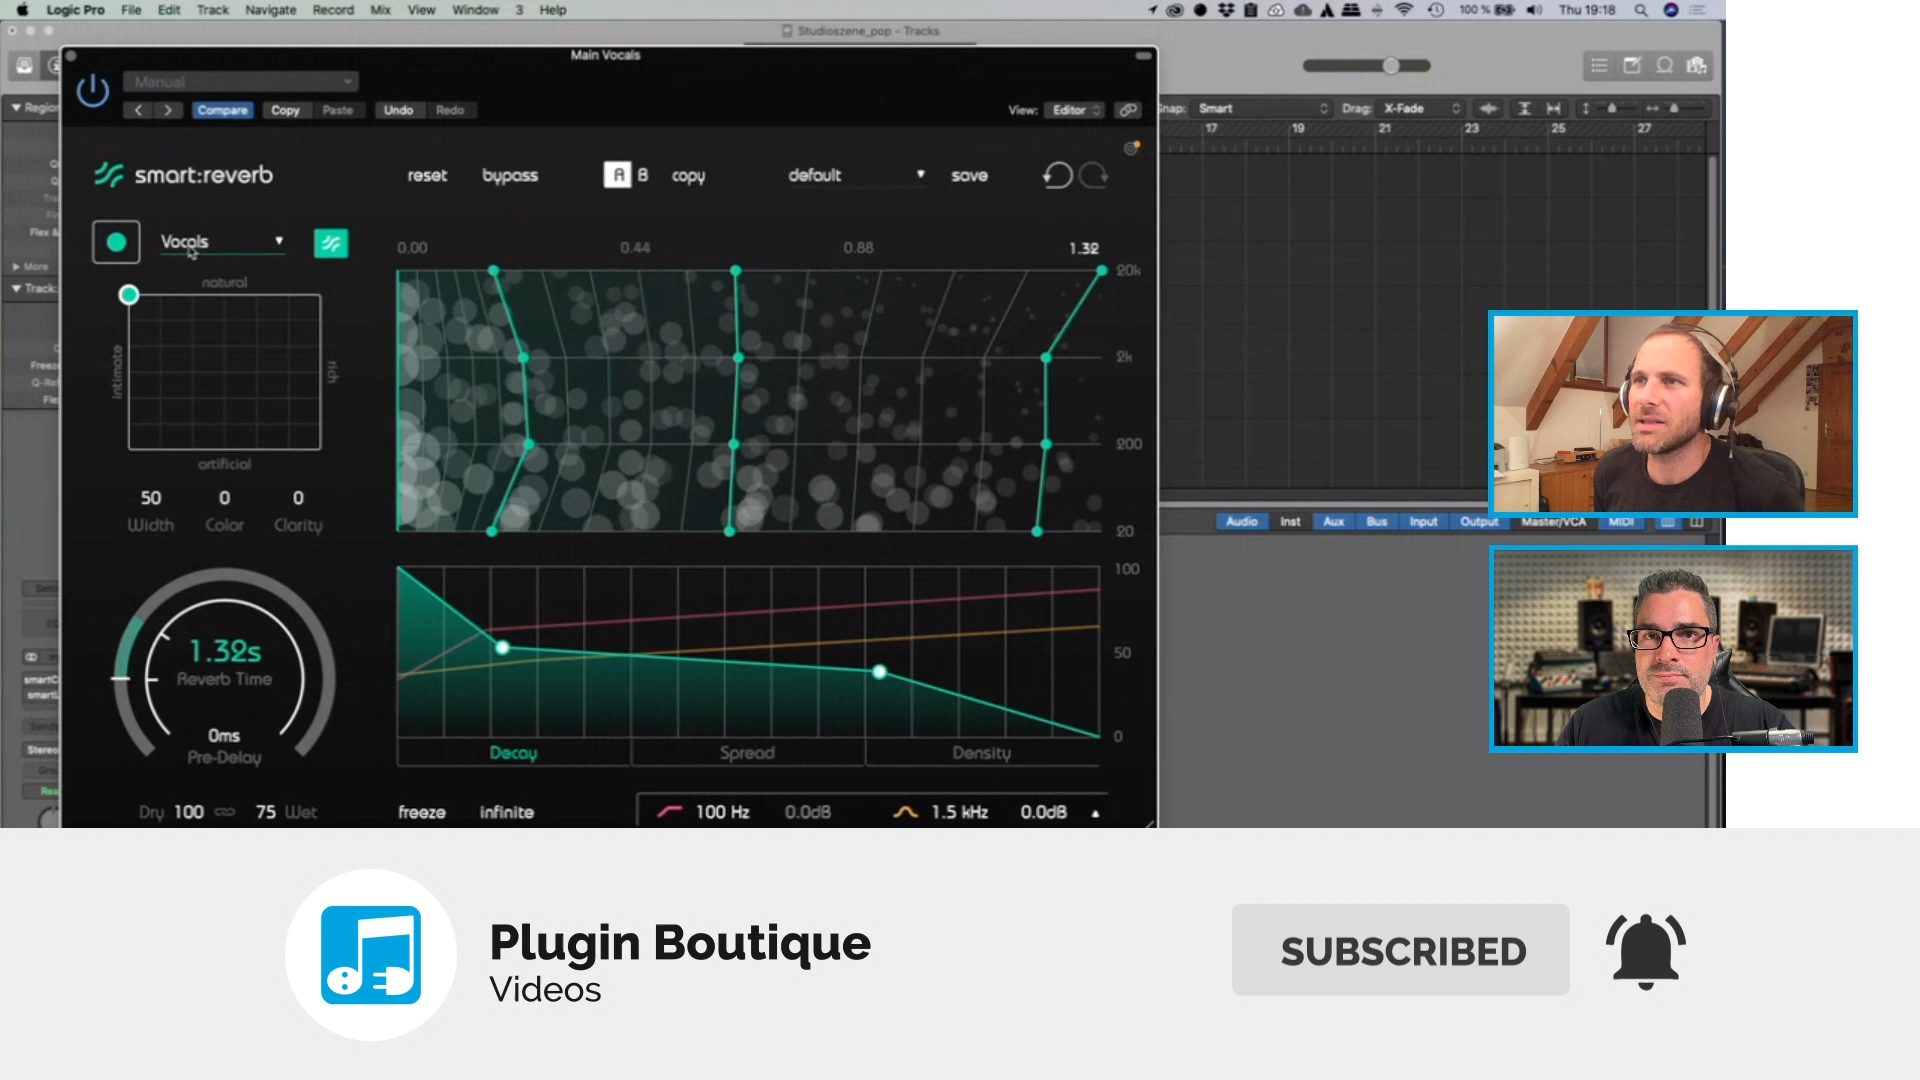 Logic Pro File Edit Track Navigate Record Mix View Window 3 Help 100 % Thu 19:18
Studioszene_pop - Tracks
Main Vocals
Manual
Compare Copy Paste Undo Redo View: Editor
Snap: Smart Drag: X-Fade
17 19 21 23 25 27
smart:reverb reset bypass A B copy default save
Vocals
0.00 0.44 0.88 1.32
20k
2k
200
20
natural
intimate
rich
artificial
50 0 0
Width Color Clarity
Audio Inst Aux Bus Input Output Master/VCA MIDI
100
50
0
1.32s
Reverb Time
0ms
Pre-Delay
Decay Spread Density
Dry 100 75 Wet freeze infinite 100 Hz 0.0dB 1.5 kHz 0.0dB
More
Stereo
Plugin Boutique
Videos
SUBSCRIBED